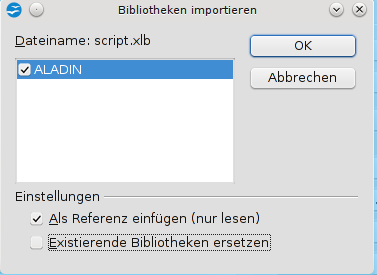 Bibliotheken importieren
Dateiname: script.xlb
OK
ALADIN
Abbrechen
Einstellungen
Als Referenz einfügen (nur lesen)
Existierende Bibliotheken ersetzen